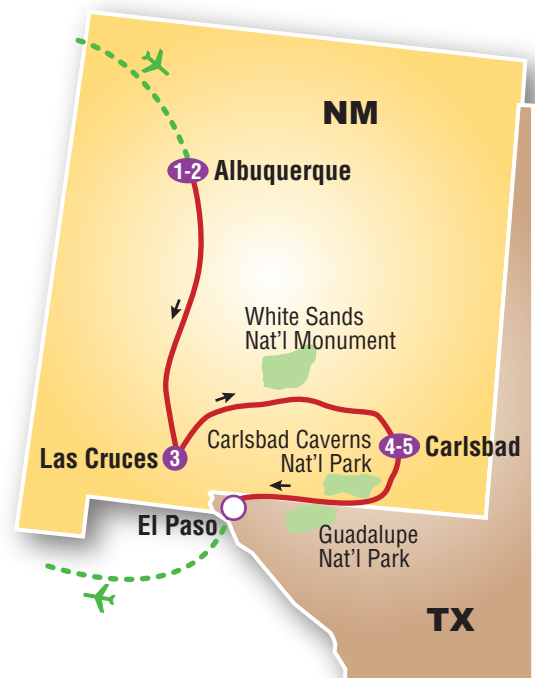 NM
1-2 Albuquerque
White Sands
Nat'l Monument
Las Cruces 3
Carlsbad Caverns
Nat'l Park
4-5 Carlsbad
El Paso
Guadalupe
Nat'l Park
TX